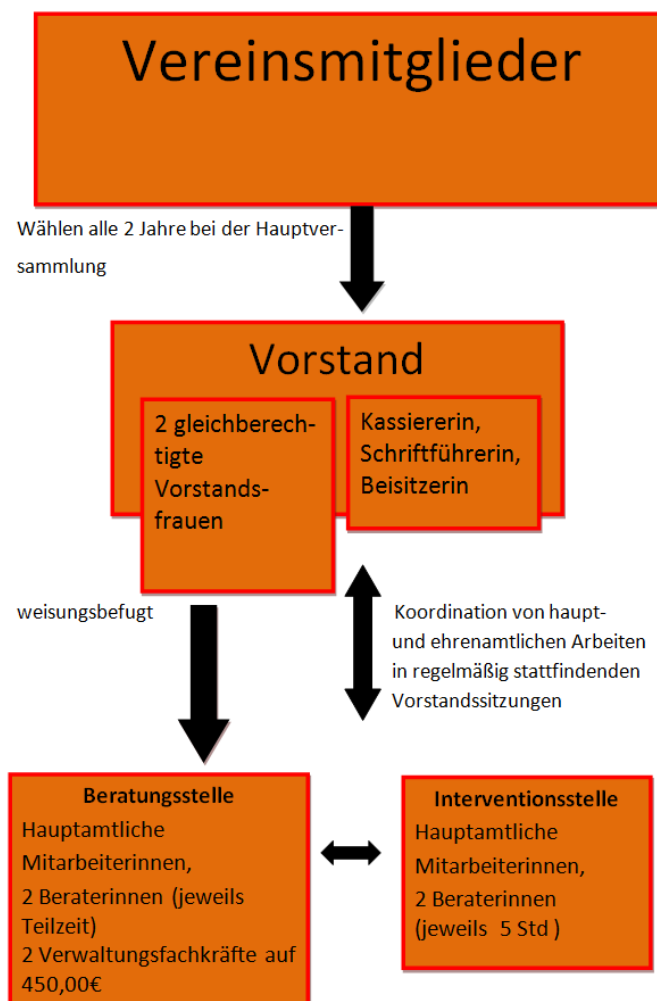 Vereinsmitglieder
Wählen alle 2 Jahre bei der Hauptver-
sammlung
Vorstand
2 gleichberech-
tigte
Vorstands-
frauen
Kassiererin,
Schriftführerin,
Beisitzerin
weisungsbefugt
Koordination von haupt-
und ehrenamtlichen Arbeiten
in regelmäßig stattfindenden
Vorstandssitzungen
Beratungsstelle
Hauptamtliche
Mitarbeiterinnen,
2 Beraterinnen (jeweils
Teilzeit)
2 Verwaltungsfachkräfte auf
450,00€
Interventionsstelle
Hauptamtliche
Mitarbeiterinnen,
2 Beraterinnen
(jeweils 5 Std )